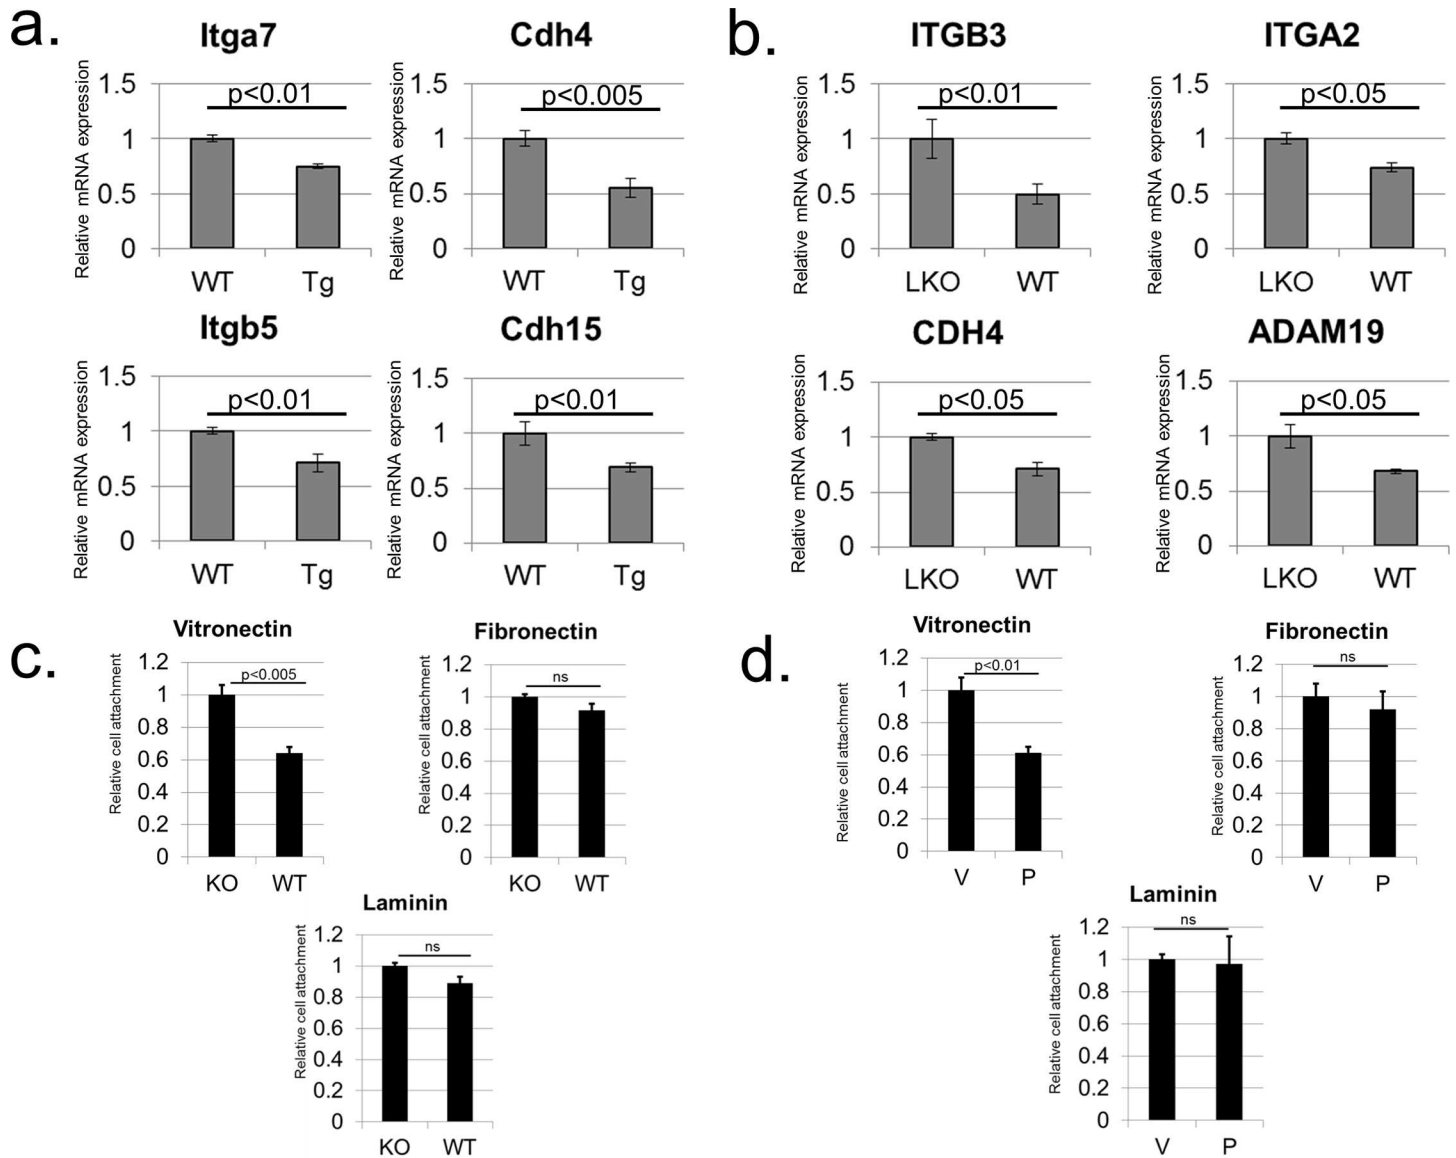 a.
Itga7
Relative mRNA expression
1.5
1
0.5
0
p<0.01
WT Tg
Cdh4
Relative mRNA expression
1.5
1
0.5
0
p<0.005
WT Tg
Itgb5
Relative mRNA expression
1.5
1
0.5
0
p<0.01
WT Tg
Cdh15
Relative mRNA expression
1.5
1
0.5
0
p<0.01
WT Tg
b.
ITGB3
Relative mRNA expression
1.5
1
0.5
0
p<0.01
LKO WT
ITGA2
Relative mRNA expression
1.5
1
0.5
0
p<0.05
LKO WT
CDH4
Relative mRNA expression
1.5
1
0.5
0
p<0.05
LKO WT
ADAM19
Relative mRNA expression
1.5
1
0.5
0
p<0.05
LKO WT
c.
Vitronectin
Relative cell attachment
1.2
1
0.8
0.6
0.4
0.2
0
p<0.005
KO WT
Fibronectin
Relative cell attachment
1.2
1
0.8
0.6
0.4
0.2
0
ns
KO WT
Laminin
Relative cell attachment
1.2
1
0.8
0.6
0.4
0.2
0
ns
KO WT
d.
Vitronectin
Relative cell attachment
1.2
1
0.8
0.6
0.4
0.2
0
p<0.01
V P
Fibronectin
Relative cell attachment
1.2
1
0.8
0.6
0.4
0.2
0
ns
V P
Laminin
Relative cell attachment
1.2
1
0.8
0.6
0.4
0.2
0
ns
V P